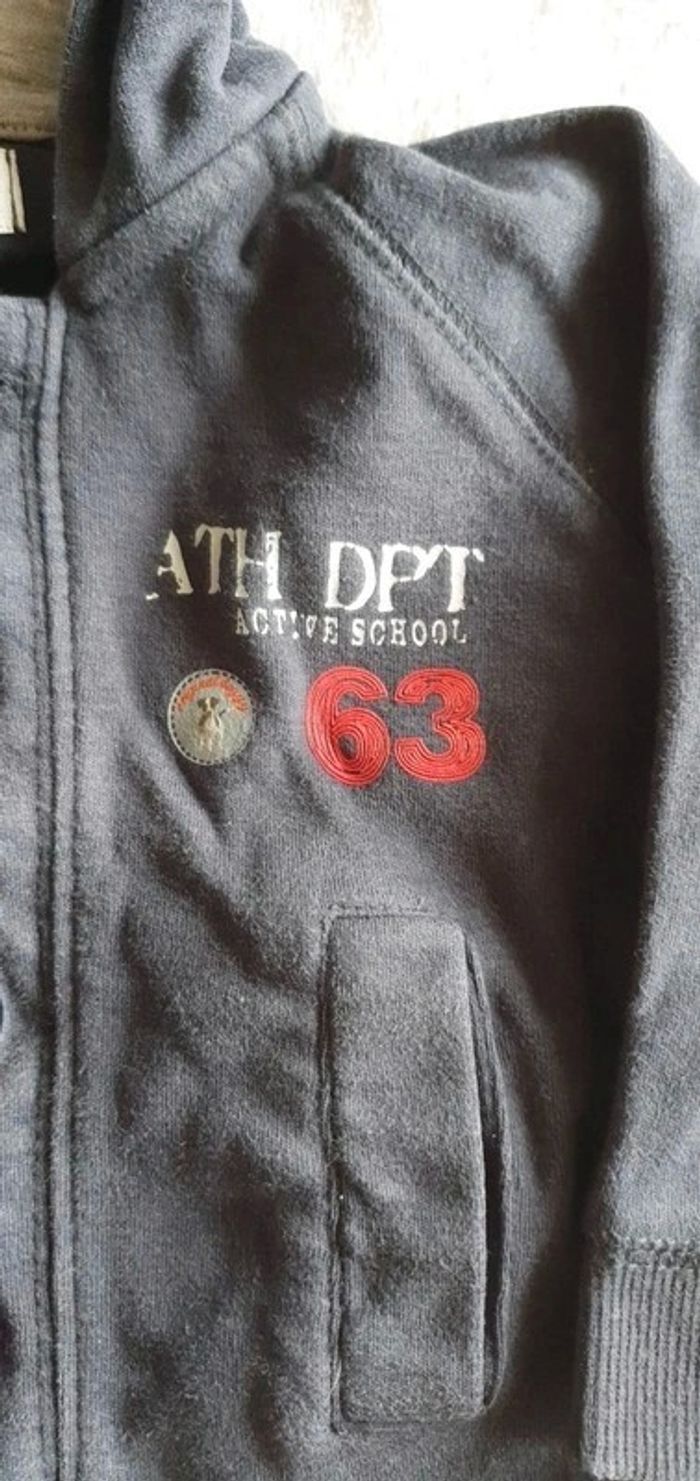 ATH DPT
ACTIVE SCHOOL
63